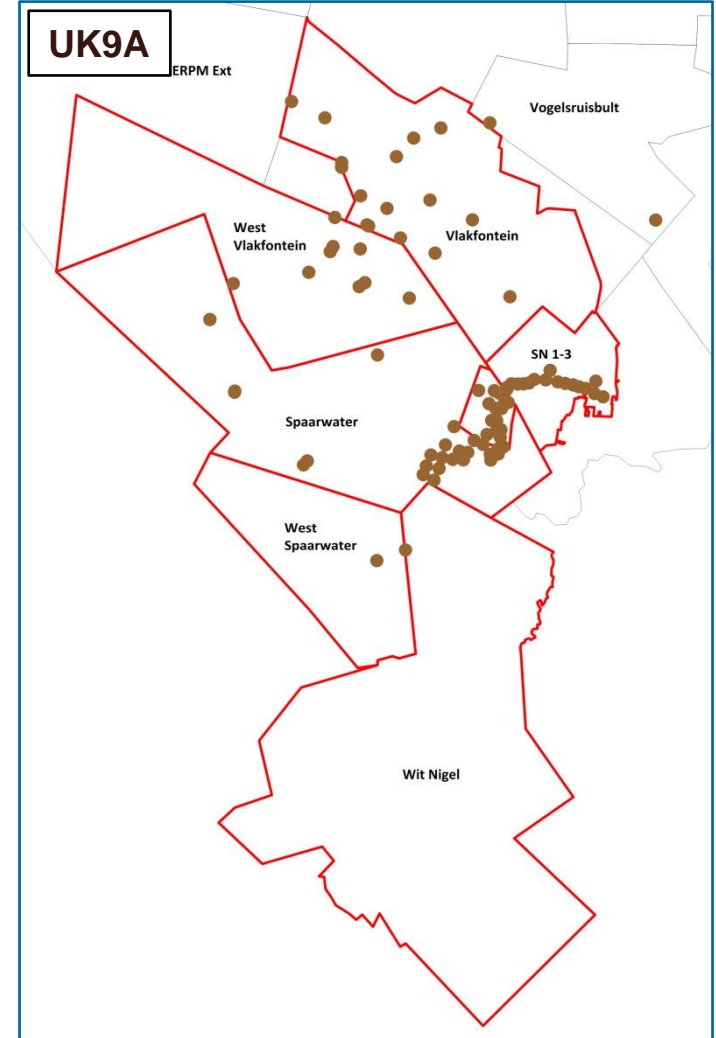 UK9A
ERPM Ext
Vogelsruisbult
West
Vlakfontein
Vlakfontein
SN 1-3
Spaarwater
West
Spaarwater
Wit Nigel